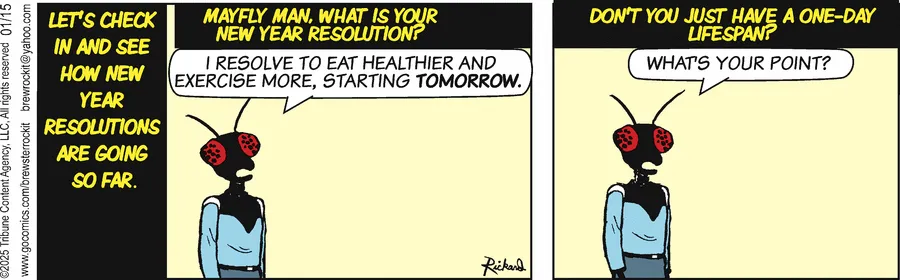 ©2025 Tribune Content Agency, LLC. All rights reserved 01/15
www.gocomics.com/brewsterrockit brewrockit@yahoo.com
LET'S CHECK
IN AND SEE
HOW NEW
YEAR
RESOLUTIONS
ARE GOING
SO FAR.
MAYFLY MAN, WHAT IS YOUR
NEW YEAR RESOLUTION?
I RESOLVE TO EAT HEALTHIER AND
EXERCISE MORE, STARTING TOMORROW.
Rickard
DON'T YOU JUST HAVE A ONE-DAY
LIFESPAN?
WHAT'S YOUR POINT?